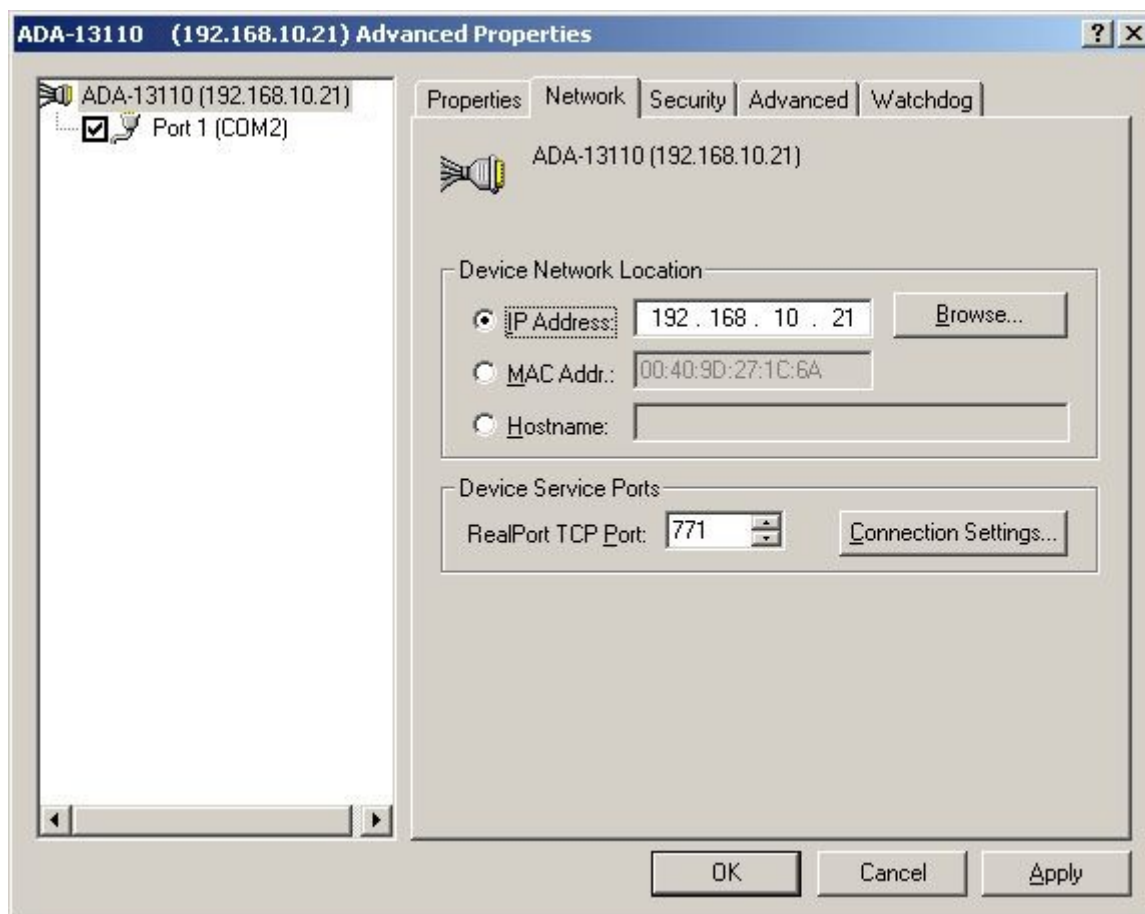 ADA-13110 (192.168.10.21) Advanced Properties
ADA-13110 (192.168.10.21)
Port 1 (COM2)
Properties Network Security Advanced Watchdog
ADA-13110 (192.168.10.21)
Device Network Location
IP Address: 192 . 168 . 10 . 21 Browse...
MAC Addr.: 00:40:9D:27:1C:6A
Hostname:
Device Service Ports
RealPort TCP Port: 771 Connection Settings...
OK Cancel Apply